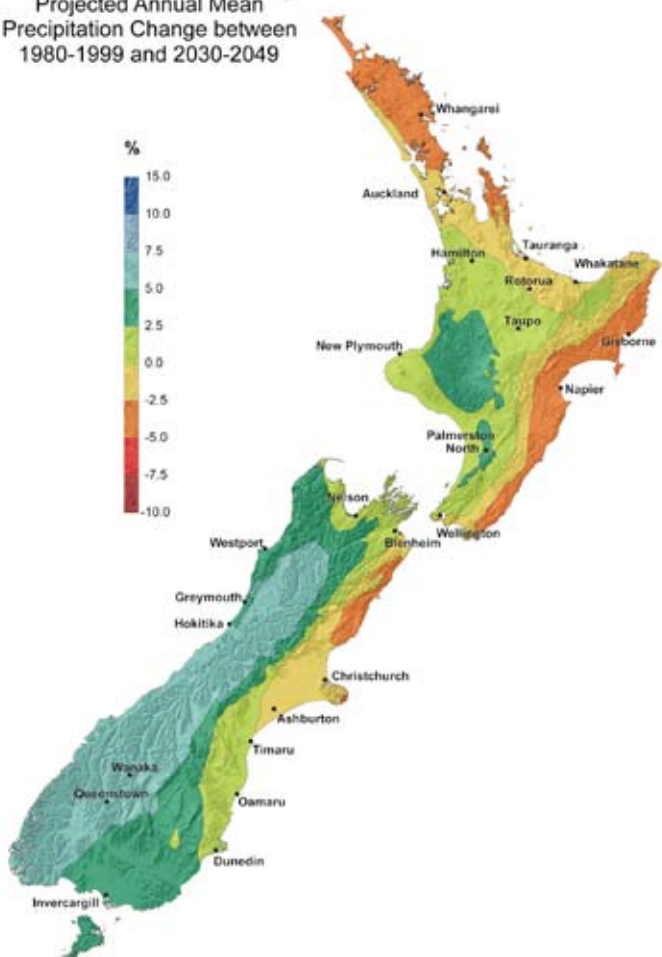 Projected Annual Mean
Precipitation Change between
1980-1999 and 2030-2049
%
15.0
10.0
7.5
5.0
2.5
0.0
-2.5
-5.0
-7.5
-10.0
Whangarei
Auckland
Hamilton
Tauranga
Whakatane
Rotorua
Taupo
Gisborne
New Plymouth
Napier
Palmerston
North
Nelson
Wellington
Blenheim
Westport
Greymouth
Hokitika
Christchurch
Ashburton
Timaru
Wanaka
Queenstown
Oamaru
Dunedin
Invercargill